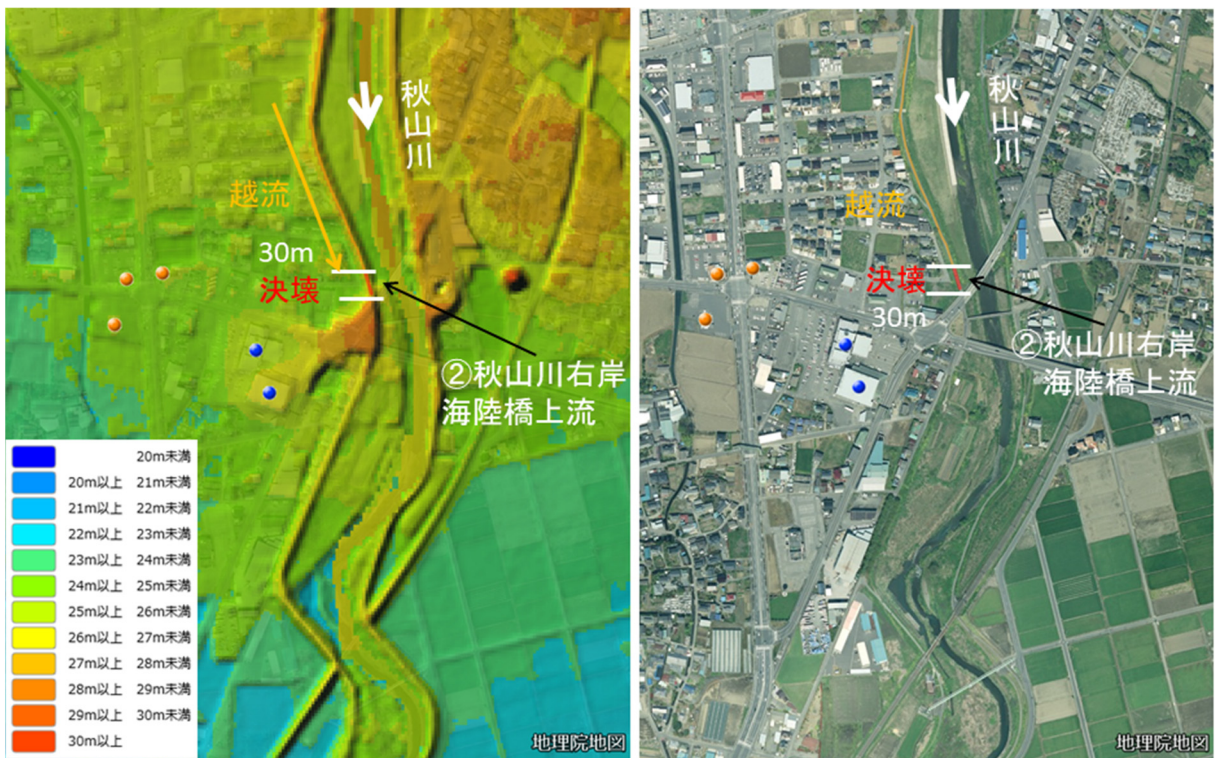 秋山川
越流
30m
決壊
②秋山川右岸
海陸橋上流
20m未満
20m以上 21m未満
21m以上 22m未満
22m以上 23m未満
23m以上 24m未満
24m以上 25m未満
25m以上 26m未満
26m以上 27m未満
27m以上 28m未満
28m以上 29m未満
29m以上 30m未満
30m以上
地理院地図
秋山川
越流
決壊
30m
②秋山川右岸
海陸橋上流
地理院地図